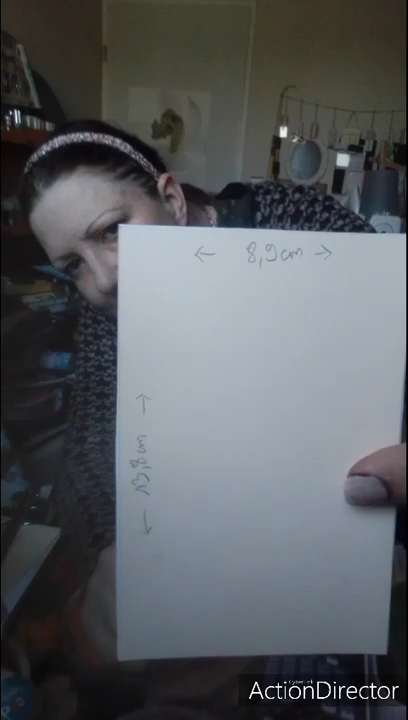 ← 8,9cm →
← 13,8cm →
ActionDirector